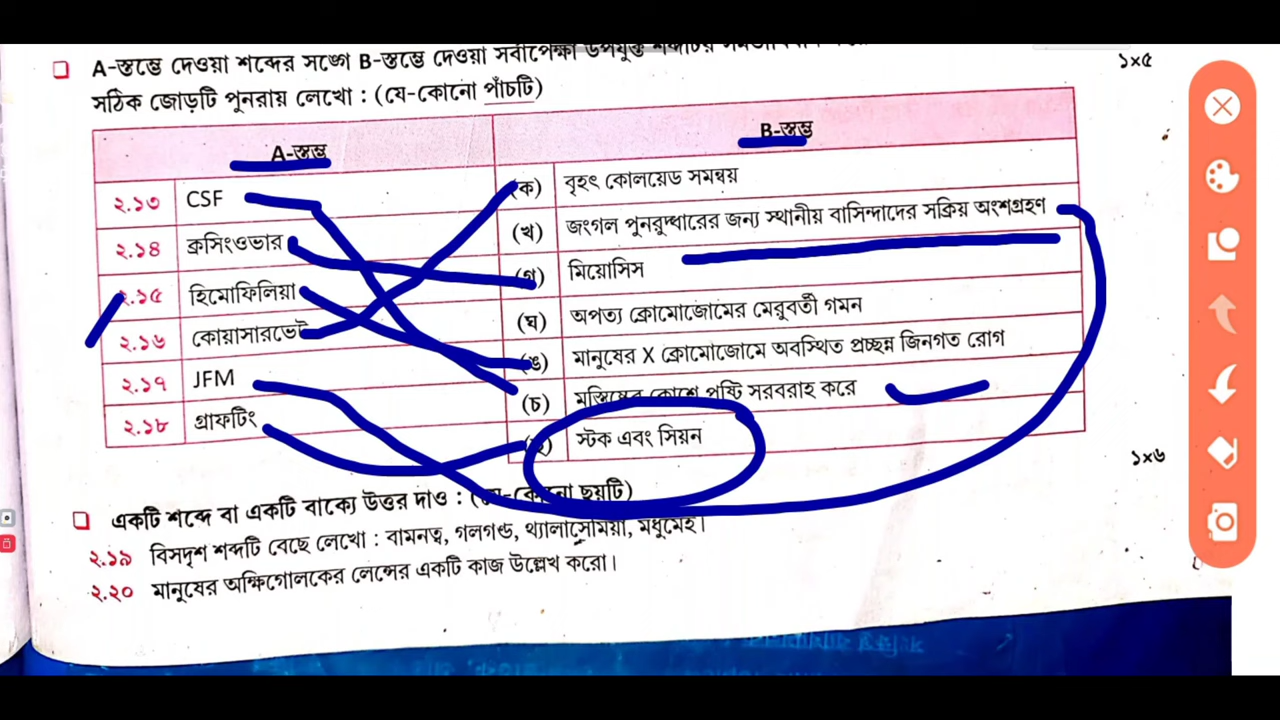 A-স্তম্ভে দেওয়া শব্দের সঙ্গে B-স্তম্ভে দেওয়া সর্বাপেক্ষা উপযুক্ত শব্দটির
১×৫
সঠিক জোড়টি পুনরায় লেখো : (যে-কোনো পাঁচটি)
A-স্তম্ভ B-স্তম্ভ
২.১৩ CSF (ক) বৃহৎ কোলয়েড সমন্বয়
২.১৪ ক্রসিংওভার (খ) জংগল পুনরুদ্ধারের জন্য স্থানীয় বাসিন্দাদের সক্রিয় অংশগ্রহণ
২.১৫ হিমোফিলিয়া (গ) মিয়োসিস
২.১৬ কোয়াসারভেট (ঘ) অপত্য ক্রোমোজোমের মেরুবর্তী গমন
২.১৭ JFM (ঙ) মানুষের X ক্রোমোজোমে অবস্থিত প্রচ্ছন্ন জিনগত রোগ
২.১৮ গ্রাফটিং (চ) মস্তিষ্কের কোশে পুষ্টি সরবরাহ করে
স্টক এবং সিয়ন
১×৬
একটি শব্দে বা একটি বাক্যে উত্তর দাও : (যে-কোনো ছয়টি)
২.১৯ বিসদৃশ শব্দটি বেছে লেখো : বামনত্ব, গলগণ্ড, থ্যালাসেমিয়া, মধুমেহ।
২.২০ মানুষের অক্ষিগোলকের লেন্সের একটি কাজ উল্লেখ করো।